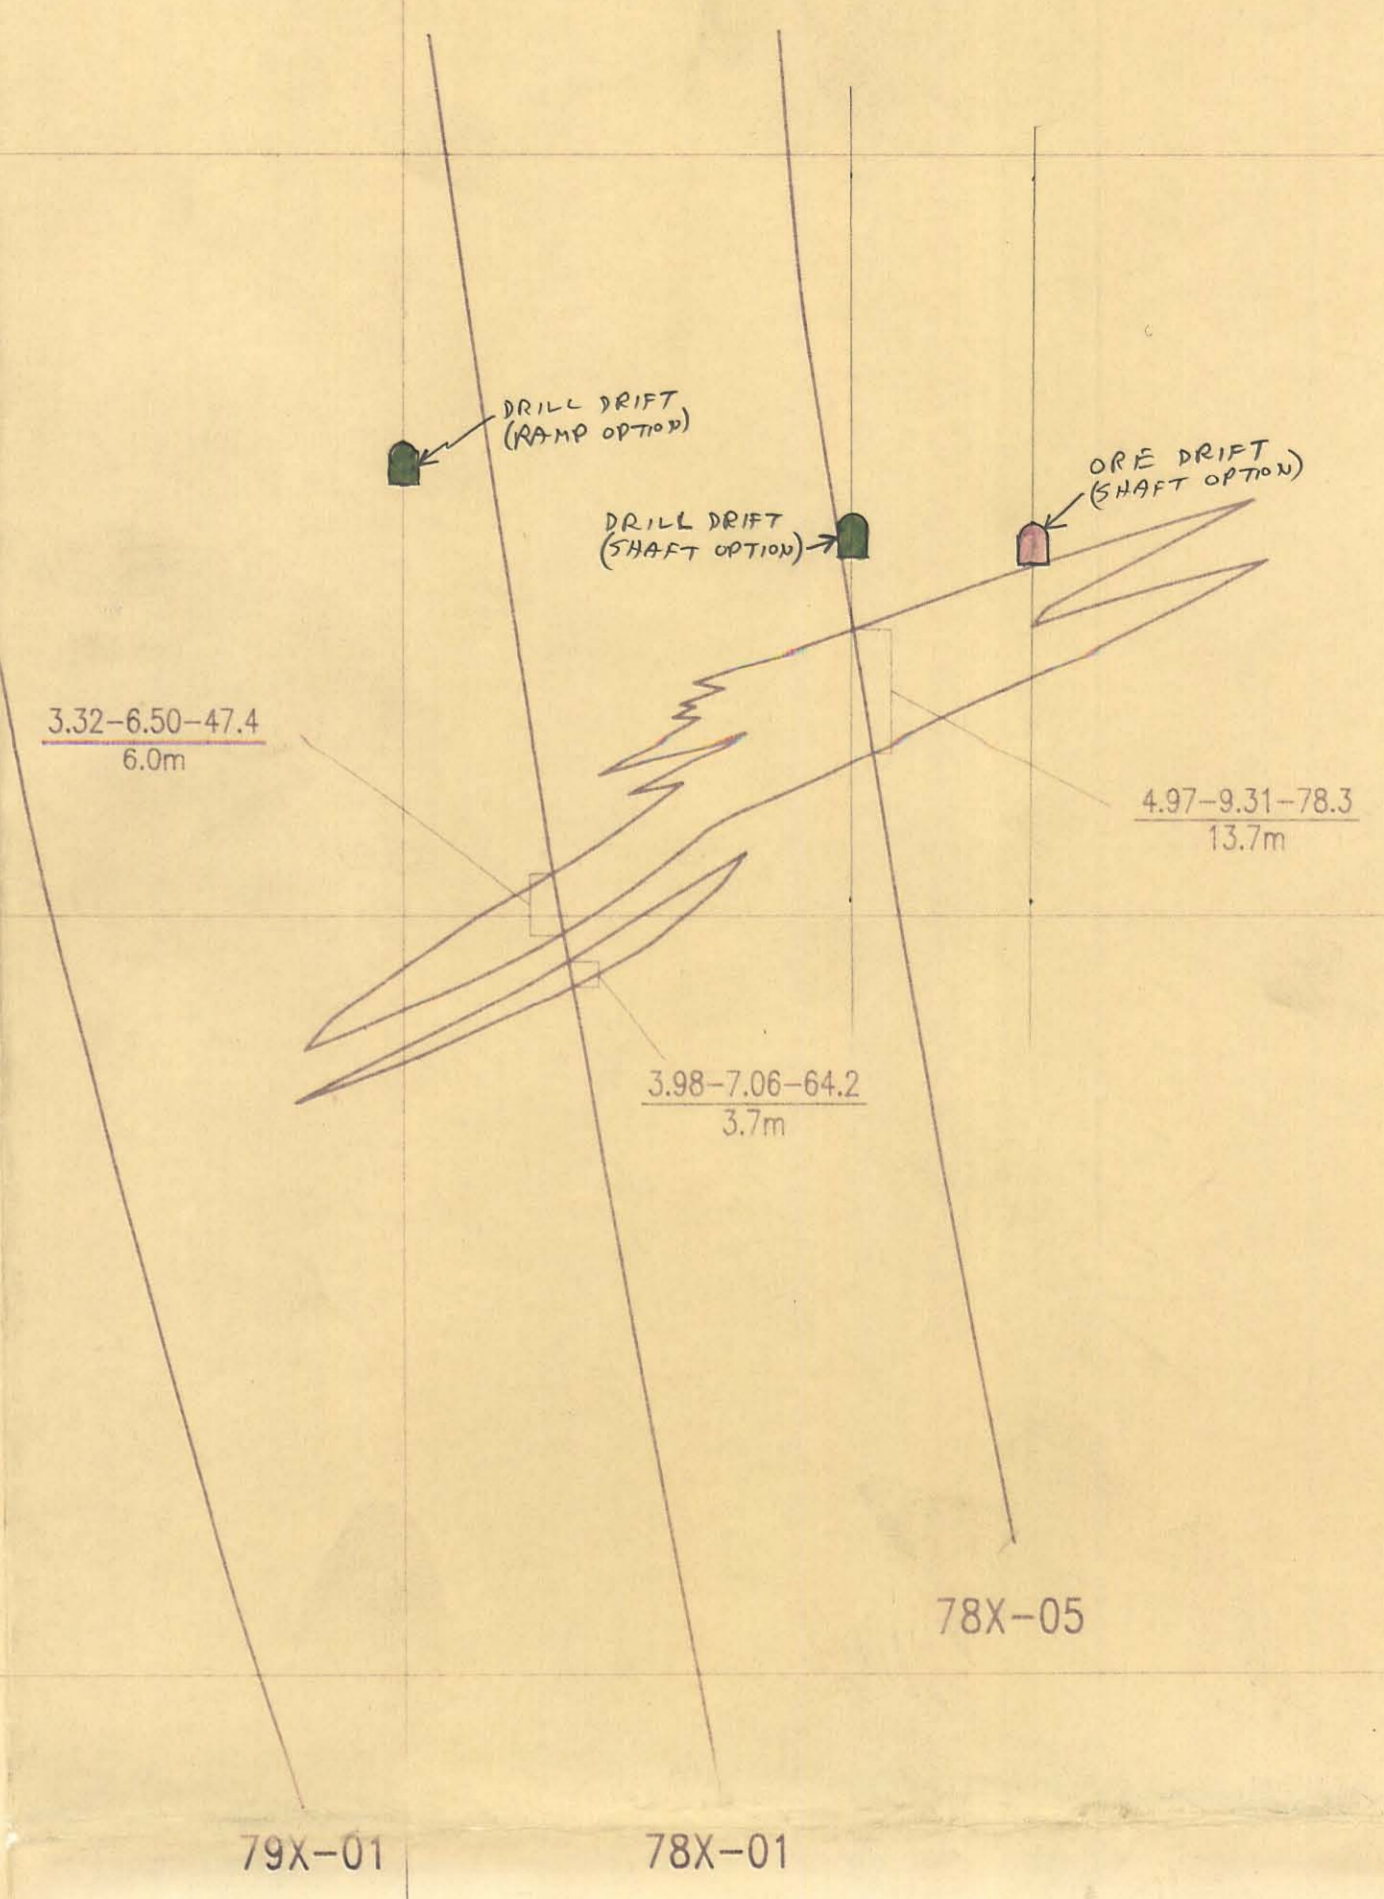 DRILL DRIFT
(RAMP OPTION)
ORE DRIFT
(SHAFT OPTION)
DRILL DRIFT
(SHAFT OPTION)
3.32-6.50-47.4
6.0m
4.97-9.31-78.3
13.7m
3.98-7.06-64.2
3.7m
78X-05
79X-01
78X-01